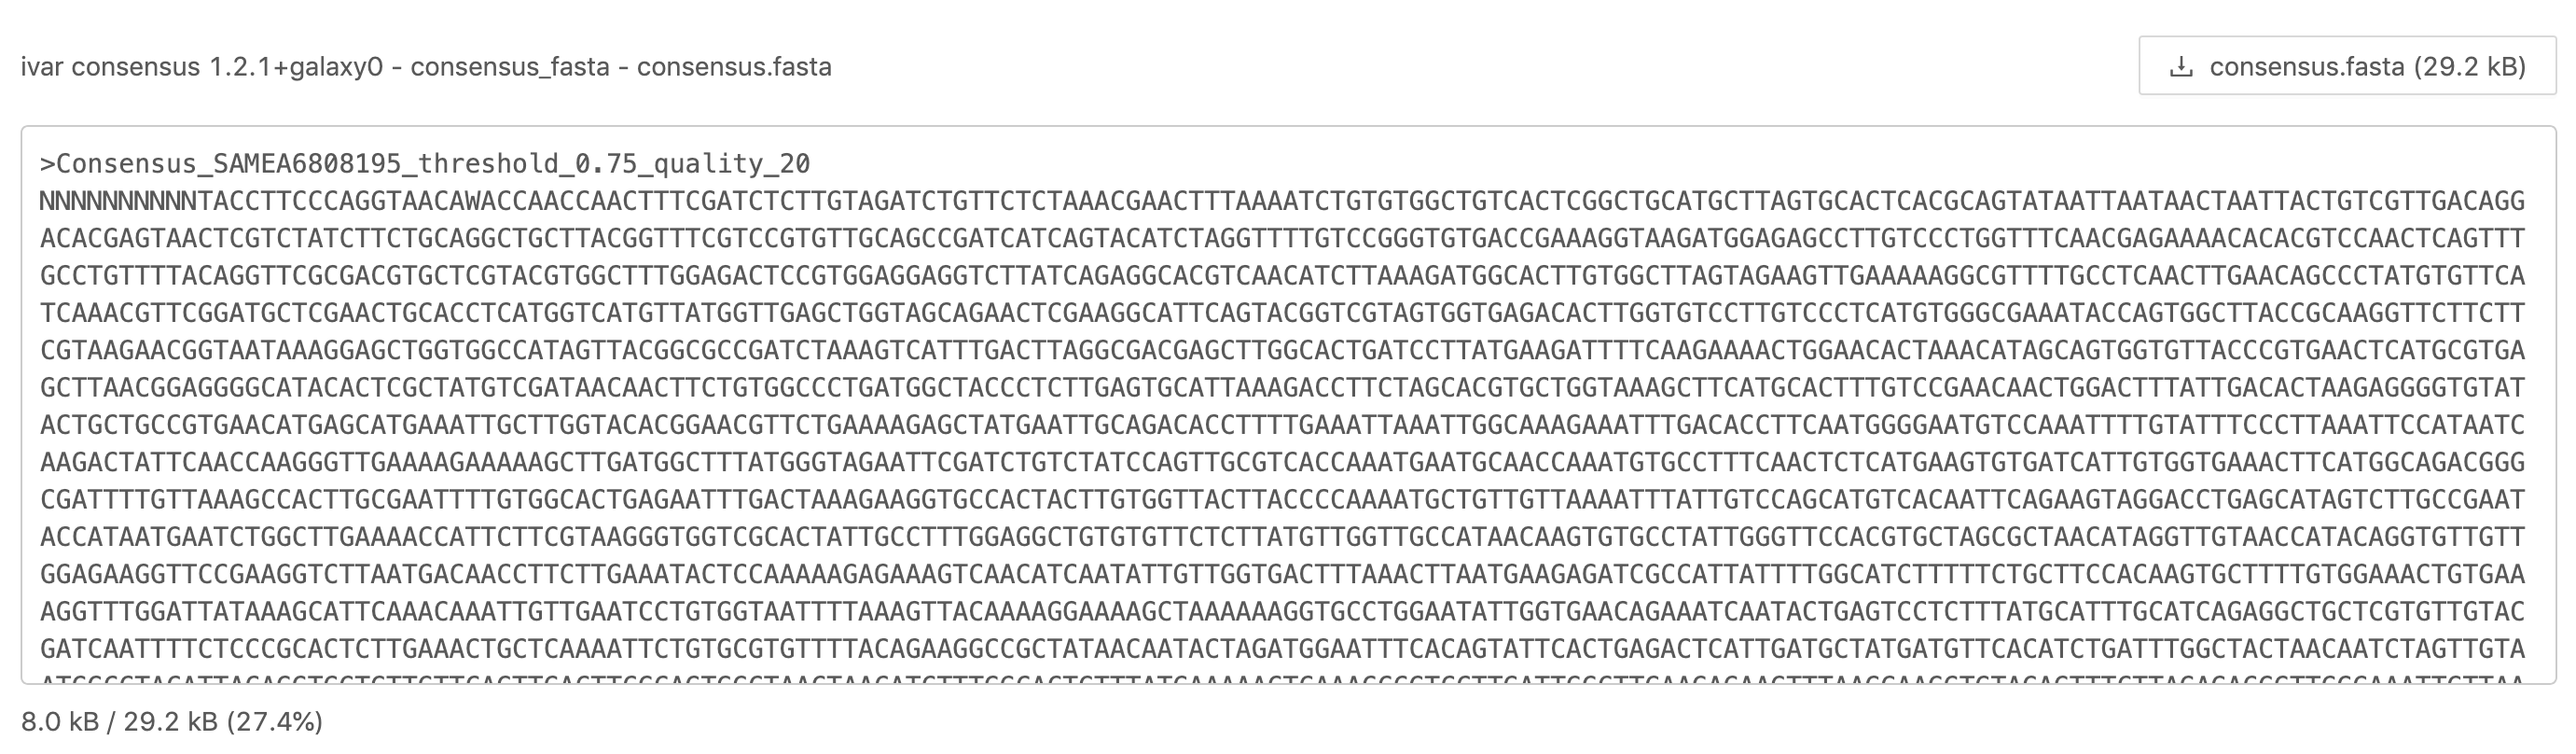 ivar consensus 1.2.1+galaxy0 - consensus_fasta - consensus.fasta
consensus.fasta (29.2 kB)
>Consensus_SAMEA6808195_threshold_0.75_quality_20
NNNNNNNNNNTACCTTCCCAGGTAACAWACCAACCAACTTTCGATCTCTTGTAGATCTGTTCTCTAAACGAACTTTAAAATCTGTGTGGCTGTCACTCGGCTGCATGCTTAGTGCACTCACGCAGTATAATTAATAACTAATTACTGTCGTTGACAGG
ACACGAGTAACTCGTCTATCTTCTGCAGGCTGCTTACGGTTTCGTCCGTGTTGCAGCCGATCATCAGTACATCTAGGTTTTGTCCGGGTGTGACCGAAAGGTAAGATGGAGAGCCTTGTCCCTGGTTTCAACGAGAAAACACACGTCCAACTCAGTTT
GCCTGTTTTACAGGTTCGCGACGTGCTCGTACGTGGCTTTGGAGACTCCGTGGAGGAGGTCTTATCAGAGGCACGTCAACATCTTAAAGATGGCACTTGTGGCTTAGTAGAAGTTGAAAAAGGCGTTTTGCCTCAACTTGAACAGCCCTATGTGTTCA
TCAAACGTTCGGATGCTCGAACTGCACCTCATGGTCATGTTATGGTTGAGCTGGTAGCAGAACTCGAAGGCATTCAGTACGGTCGTAGTGGTGAGACACTTGGTGTCCTTGTCCCTCATGTGGGCGAAATACCAGTGGCTTACCGCAAGGTTCTTCTT
CGTAAGAACGGTAATAAAGGAGCTGGTGGCCATAGTTACGGCGCCGATCTAAAGTCATTTGACTTAGGCGACGAGCTTGGCACTGATCCTTATGAAGATTTTCAAGAAAACTGGAACACTAAACATAGCAGTGGTGTTACCCGTGAACTCATGCGTGA
GCTTAACGGAGGGGCATACACTCGCTATGTCGATAACAACTTCTGTGGCCCTGATGGCTACCCTCTTGAGTGCATTAAAGACCTTCTAGCACGTGCTGGTAAAGCTTCATGCACTTTGTCCGAACAACTGGACTTTATTGACACTAAGAGGGGTGTAT
ACTGCTGCCGTGAACATGAGCATGAAATTGCTTGGTACACGGAACGTTCTGAAAAGAGCTATGAATTGCAGACACCTTTTGAAATTAAATTGGCAAAGAAATTTGACACCTTCAATGGGGAATGTCCAAATTTTGTATTTCCCTTAAATTCCATAATC
AAGACTATTCAACCAAGGGTTGAAAAGAAAAAGCTTGATGGCTTTATGGGTAGAATTCGATCTGTCTATCCAGTTGCGTCACCAAATGAATGCAACCAAATGTGCCTTTCAACTCTCATGAAGTGTGATCATTGTGGTGAAACTTCATGGCAGACGGG
CGATTTTGTTAAAGCCACTTGCGAATTTTGTGGCACTGAGAATTTGACTAAAGAAGGTGCCACTACTTGTGGTTACTTACCCCAAAATGCTGTTGTTAAAATTTATTGTCCAGCATGTCACAATTCAGAAGTAGGACCTGAGCATAGTCTTGCCGAAT
ACCATAATGAATCTGGCTTGAAAACCATTCTTCGTAAGGGTGGTCGCACTATTGCCTTTGGAGGCTGTGTGTTCTCTTATGTTGGTTGCCATAACAAGTGTGCCTATTGGGTTCCACGTGCTAGCGCTAACATAGGTTGTAACCATACAGGTGTTGTT
GGAGAAGGTTCCGAAGGTCTTAATGACAACCTTCTTGAAATACTCCAAAAAGAGAAAGTCAACATCAATATTGTTGGTGACTTTAAACTTAATGAAGAGATCGCCATTATTTTGGCATCTTTTTCTGCTTCCACAAGTGCTTTTGTGGAAACTGTGAA
AGGTTTGGATTATAAAGCATTCAAACAAATTGTTGAATCCTGTGGTAATTTTAAAGTTACAAAAGGAAAAGCTAAAAAAGGTGCCTGGAATATTGGTGAACAGAAATCAATACTGAGTCCTCTTTATGCATTTGCATCAGAGGCTGCTCGTGTTGTAC
GATCAATTTTCTCCCGCACTCTTGAAACTGCTCAAAATTCTGTGCGTGTTTTACAGAAGGCCGCTATAACAATACTAGATGGAATTTCACAGTATTCACTGAGACTCATTGATGCTATGATGTTCACATCTGATTTGGCTACTAACAATCTAGTTGTA
8.0 kB / 29.2 kB (27.4%)